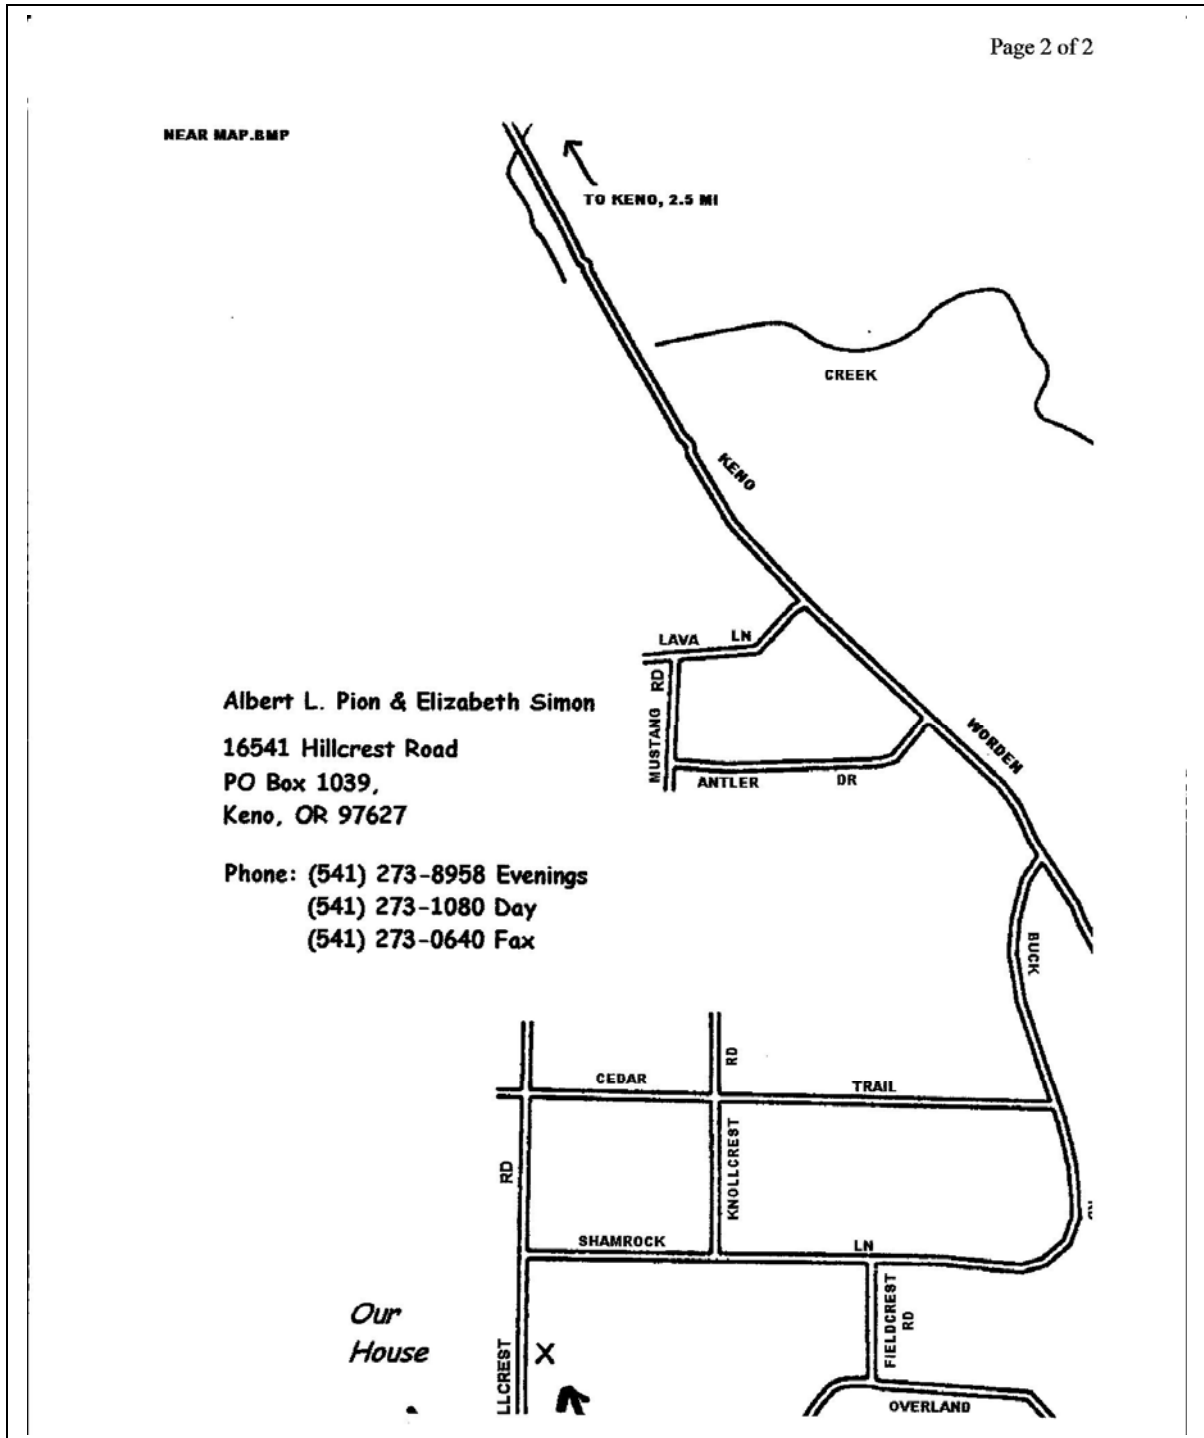 Page 2 of 2
NEAR MAP.BMP
TO KENO, 2.5 MI
CREEK
KENO
LAVA LN
MUSTANG RD
WORDEN
ANTLER DR
Albert L. Pion & Elizabeth Simon
16541 Hillcrest Road
PO Box 1039,
Keno, OR 97627
Phone: (541) 273-8958 Evenings
(541) 273-1080 Day
(541) 273-0640 Fax
BUCK
RD
CEDAR TRAIL
KNOLLCREST
RD
SHAMROCK LN
FIELDCREST RD
Our
House
X
LLCREST
OVERLAND